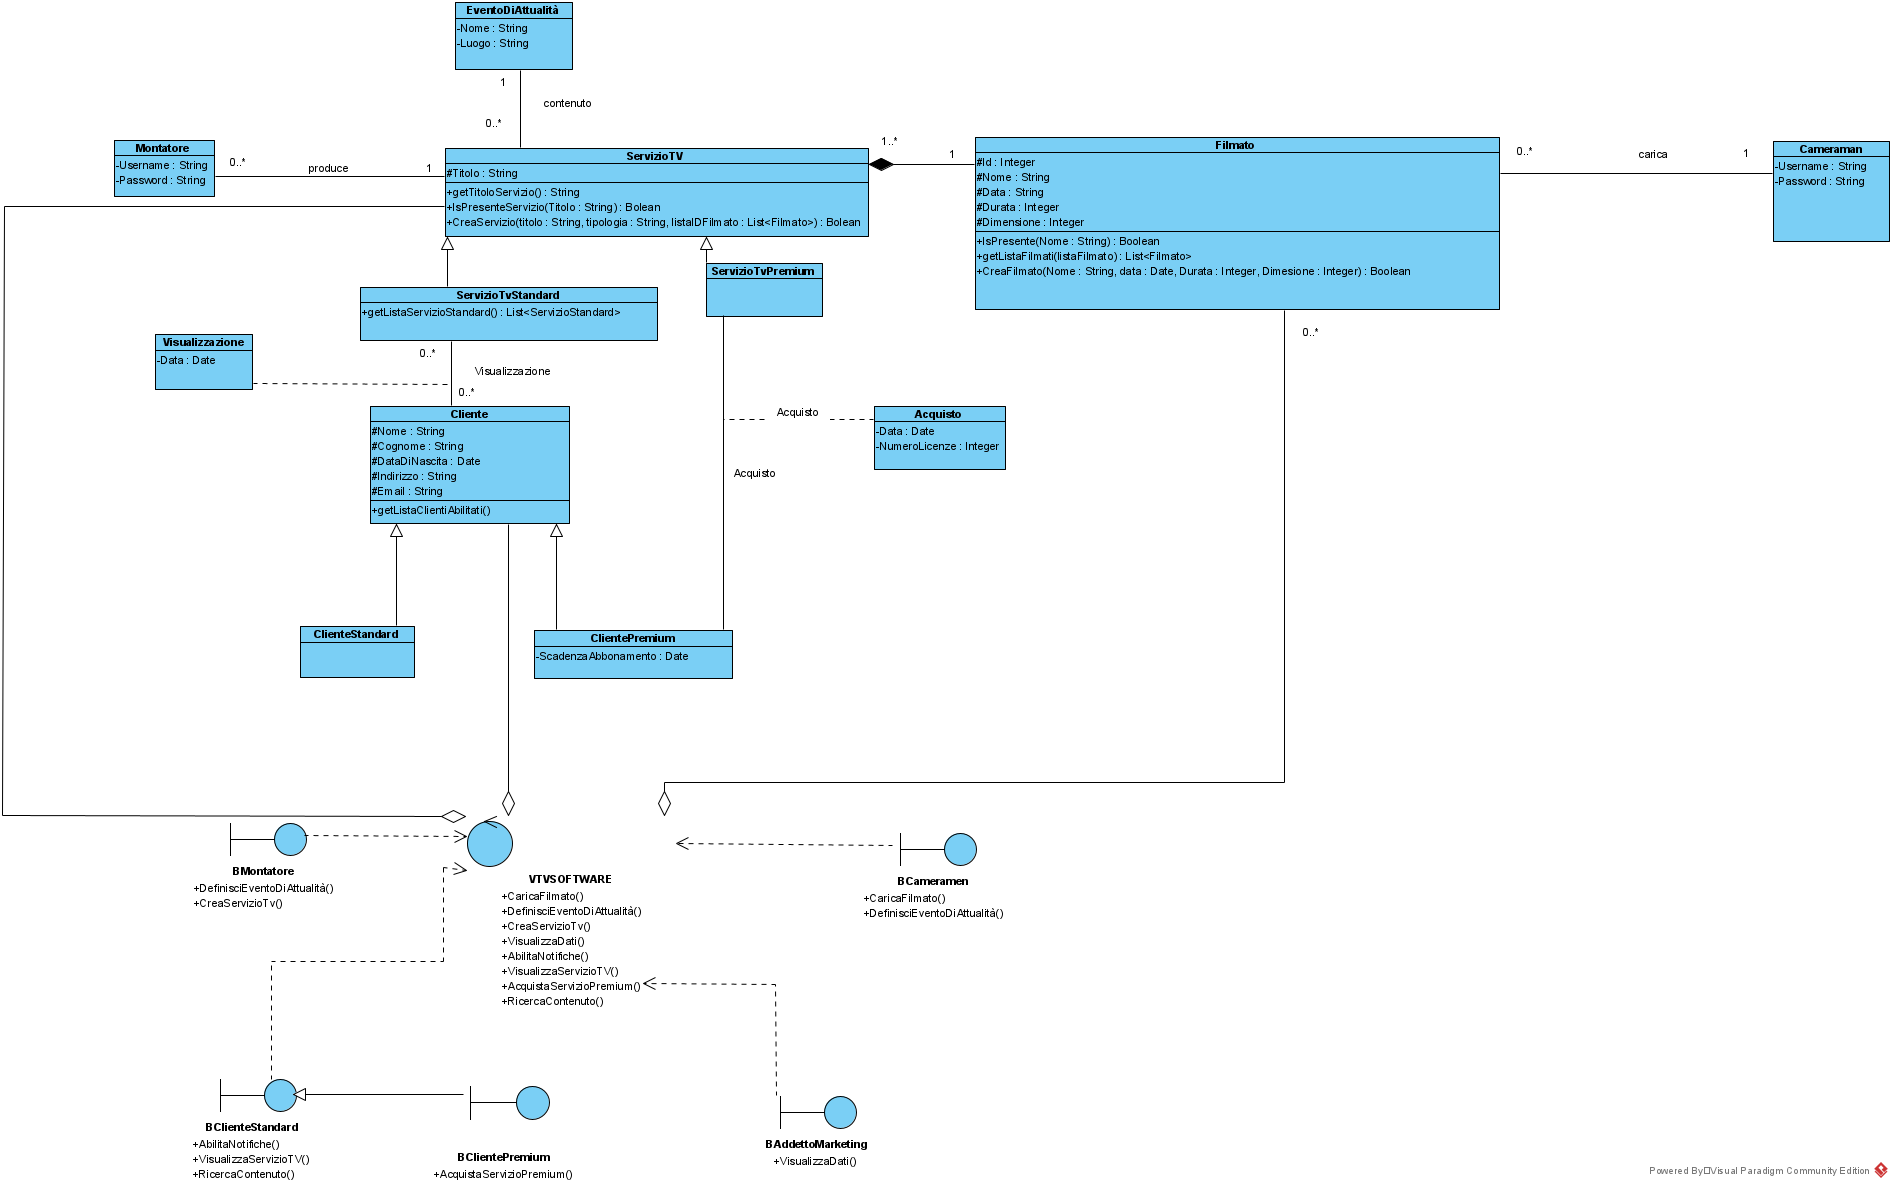 EventoDiAttualità
-Nome : String
-Luogo : String
1
contenuto
0..*
Montatore
-Username : String
-Password : String
0..*
produce
1
ServizioTV
#Titolo : String
+getTitoloServizio() : String
+IsPresenteServizio(Titolo : String) : Bolean
+CreaServizio(titolo : String, tipologia : String, listaIDFilmato : List<Filmato>) : Bolean
1..*
1
Filmato
#Id : Integer
#Nome : String
#Data : String
#Durata : Integer
#Dimensione : Integer
+IsPresente(Nome : String) : Boolean
+getListaFilmati(listaFilmato) : List<Filmato>
+CreaFilmato(Nome : String, data : Date, Durata : Integer, Dimesione : Integer) : Boolean
0..*
carica
1
Cameraman
-Username : String
-Password : String
ServizioTvPremium
ServizioTvStandard
+getListaServizioStandard() : List<ServizioStandard>
0..*
Visualizzazione
-Data : Date
0..*
Visualizzazione
0..*
Cliente
#Nome : String
#Cognome : String
#DataDiNascita : Date
#Indirizzo : String
#Email : String
+getListaClientiAbilitati()
Acquisto
Acquisto
-Data : Date
-NumeroLicenze : Integer
Acquisto
ClienteStandard
ClientePremium
-ScadenzaAbbonamento : Date
BMontatore
+DefinisciEventoDiAttualità()
+CreaServizioTv()
VTVSOFTWARE
+CaricaFilmato()
+DefinisciEventoDiAttualità()
+CreaServizioTv()
+VisualizzaDati()
+AbilitaNotifiche()
+VisualizzaServizioTV()
+AcquistaServizioPremium()
+RicercaContenuto()
BCameramen
+CaricaFilmato()
+DefinisciEventoDiAttualità()
BClienteStandard
+AbilitaNotifiche()
+VisualizzaServizioTV()
+RicercaContenuto()
BClientePremium
+AcquistaServizioPremium()
BAddettoMarketing
+VisualizzaDati()
Powered By Visual Paradigm Community Edition